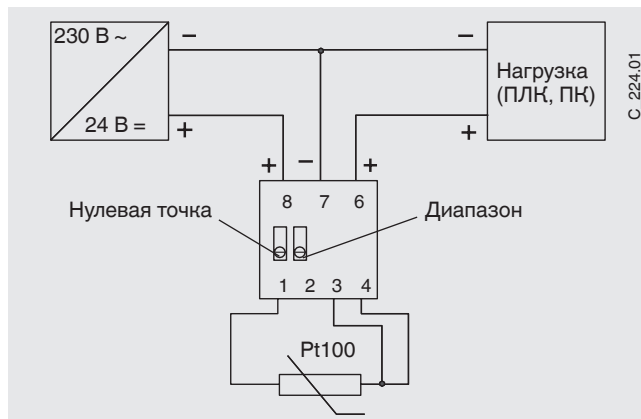 230 В ~
24 В =
−
+
−
+
Нагрузка
(ПЛК, ПК)
C 224.01
+
−
+
8 7 6
Нулевая точка
Диапазон
1 2 3 4
Pt100